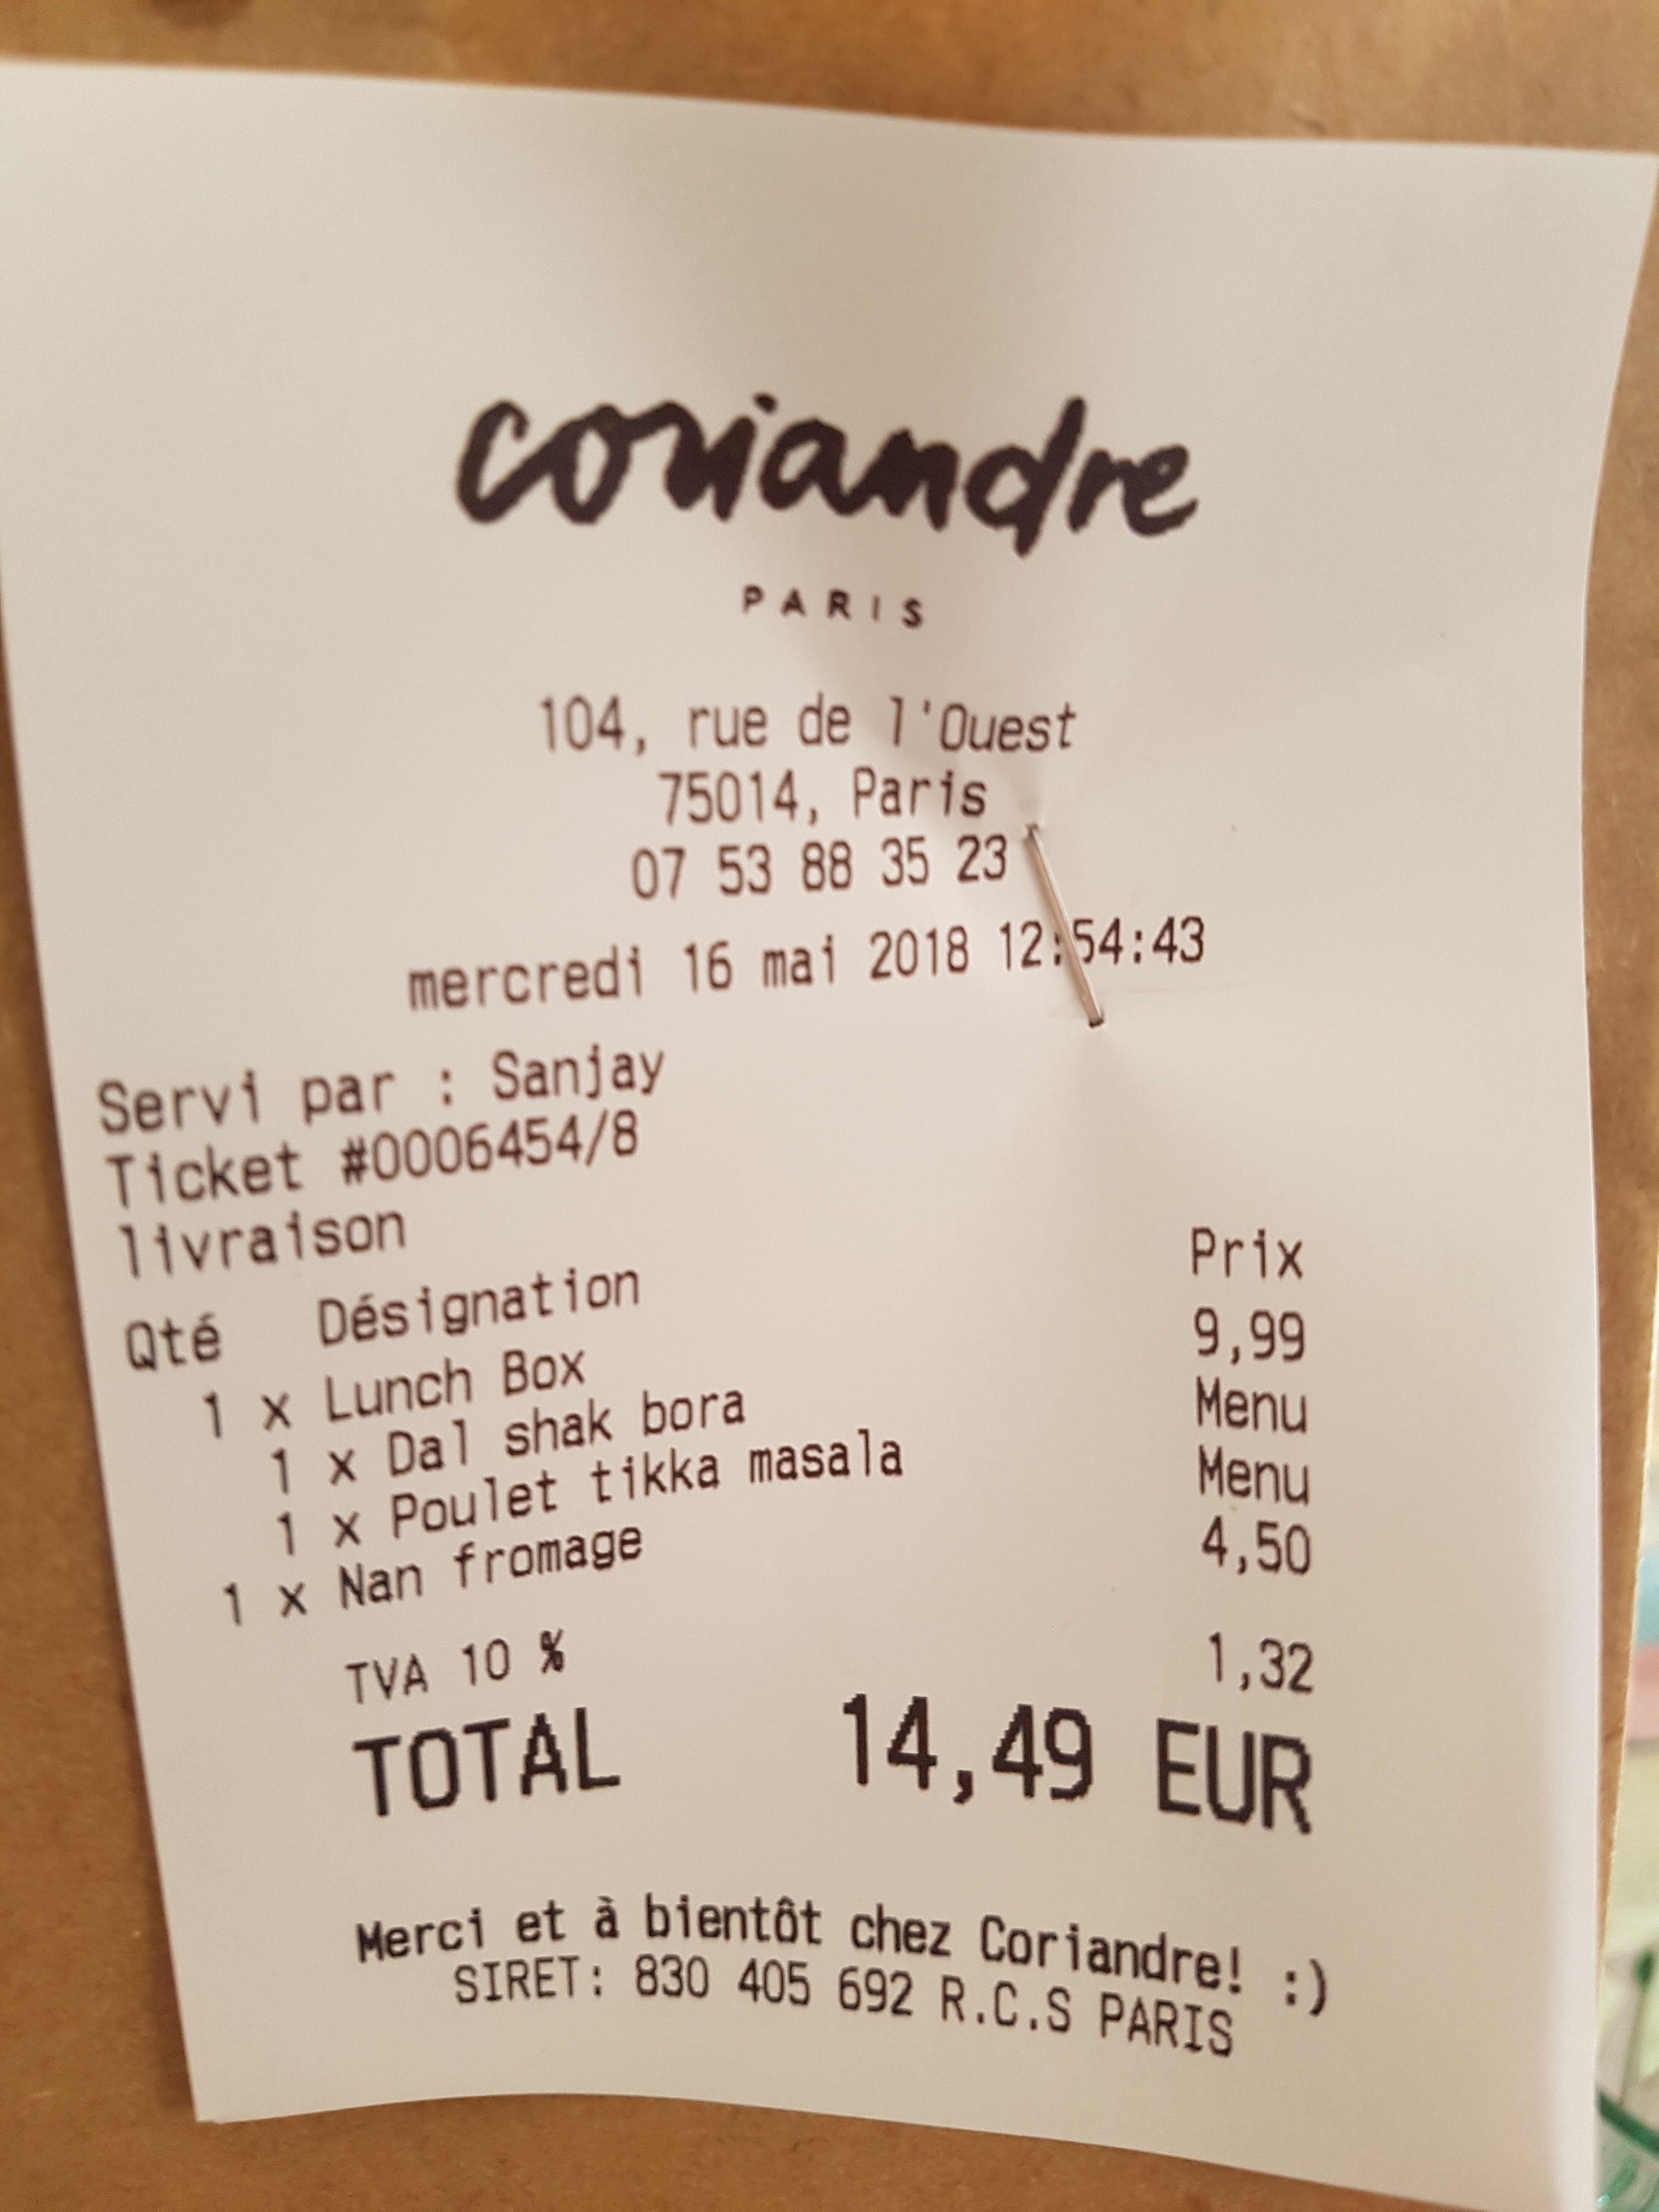 coriandre
PARIS
104, rue de l'Ouest
75014, Paris
07 53 88 35 23
mercredi 16 mai 2018 12:54:43
Servi par : Sanjay
Ticket #0006454/8
livraison
Qté Désignation Prix
1 x Lunch Box 9,99
1 x Dal shak bora Menu
1 x Poulet tikka masala Menu
1 x Nan fromage 4,50
TVA 10 % 1,32
TOTAL 14,49 EUR
Merci et à bientôt chez Coriandre! :)
SIRET: 830 405 692 R.C.S PARIS